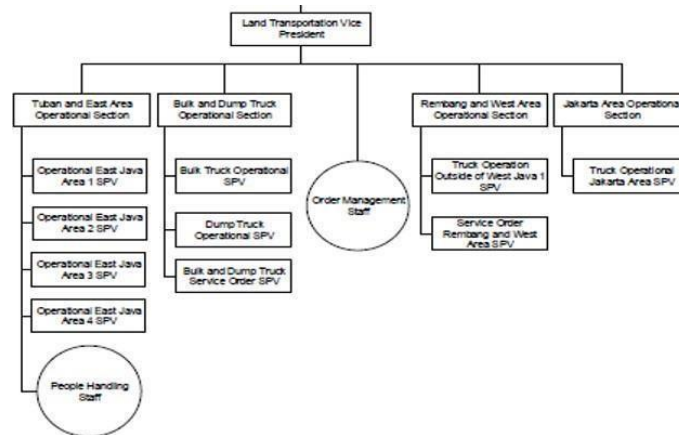 Land Transportation Vice
President
Tuban and East Area
Operational Section
Bulk and Dump Truck
Operational Section
Rembang and West Area
Operational Section
Jakarta Area Operational
Section
Operational East Java
Area 1 SPV
Operational East Java
Area 2 SPV
Operational East Java
Area 3 SPV
Operational East Java
Area 4 SPV
People Handling
Staff
Bulk Truck Operational
SPV
Dump Truck
Operational SPV
Bulk and Dump Truck
Service Order SPV
Order Management
Staff
Truck Operation
Outside of West Java 1
SPV
Service Order
Rembang and West
Area SPV
Truck Operational
Jakarta Area SPV